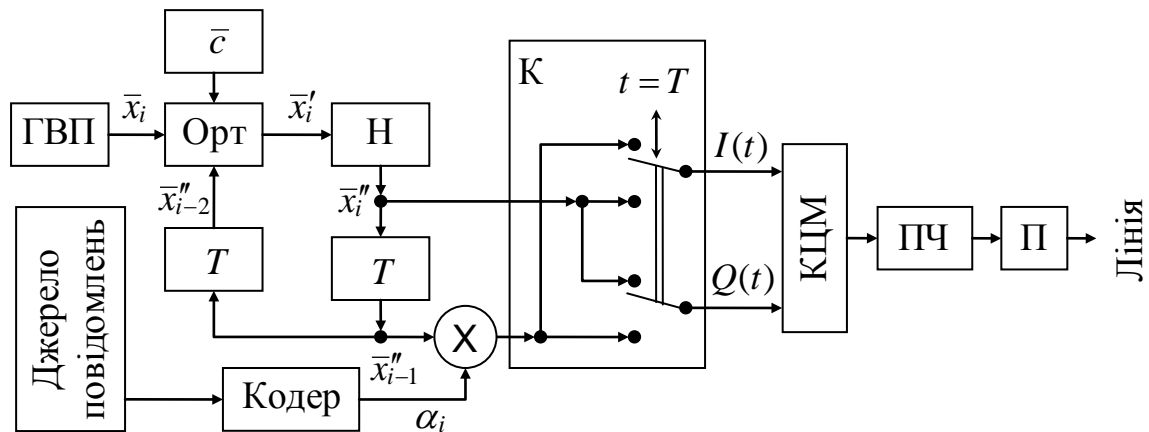 c̅
К
t = T
x̅ᵢ
x̅ᵢ′
ГВП
Орт
Н
I(t)
x̅ᵢ₋₂″
x̅ᵢ″
КЦМ
ПЧ
П
Лінія
T
T
Q(t)
Джерело
повідомлень
X
x̅ᵢ₋₁″
Кодер
αᵢ